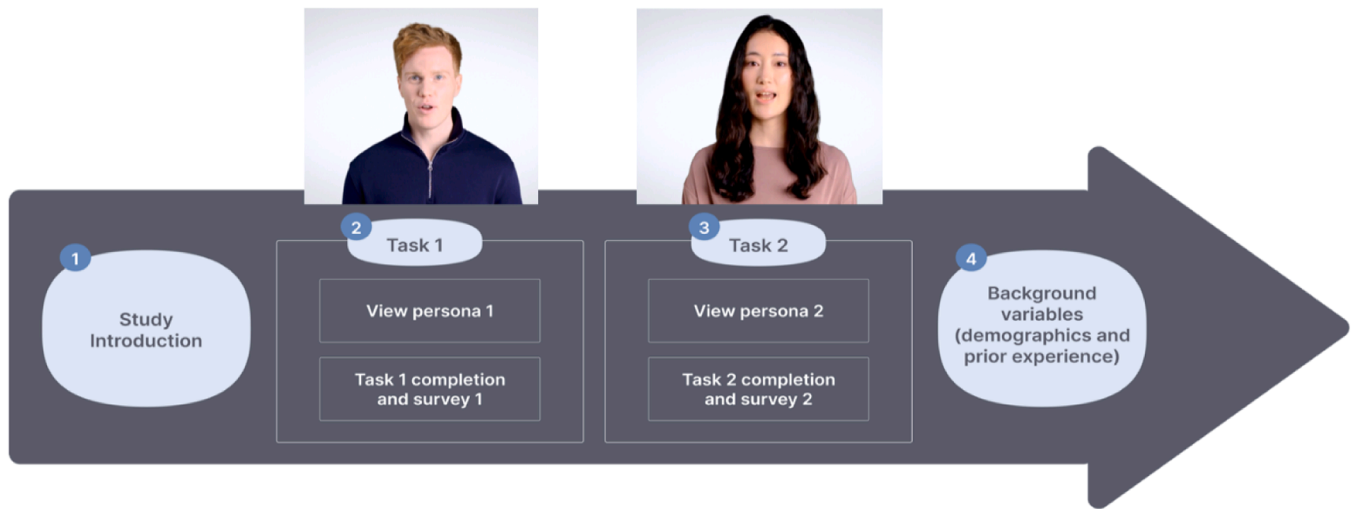 1
Study
Introduction
2
Task 1
View persona 1
Task 1 completion
and survey 1
3
Task 2
View persona 2
Task 2 completion
and survey 2
4
Background
variables
(demographics and
prior experience)